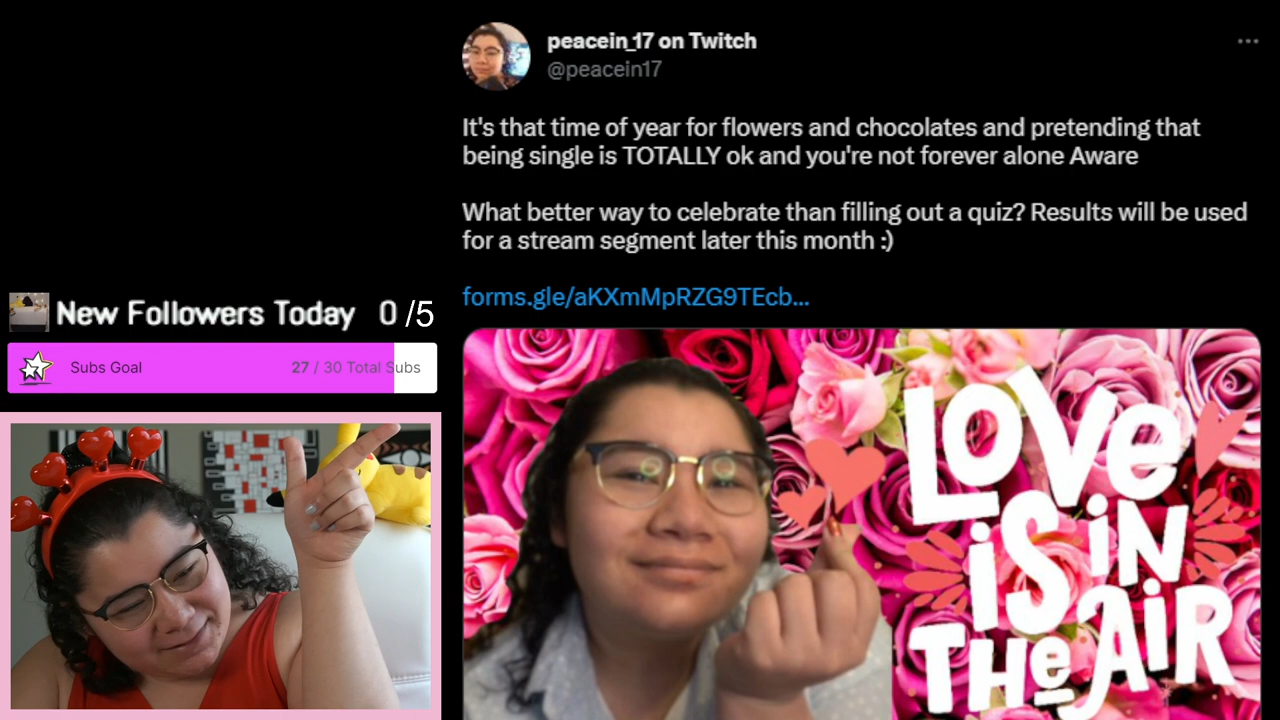 peacein_17 on Twitch
@peacein17
It's that time of year for flowers and chocolates and pretending that
being single is TOTALLY ok and you're not forever alone Aware
What better way to celebrate than filling out a quiz? Results will be used
for a stream segment later this month :)
forms.gle/aKXmMpRZG9TEcb...
New Followers Today 0 /5
Subs Goal 27 / 30 Total Subs
LOVe
iS iN
THe AiR